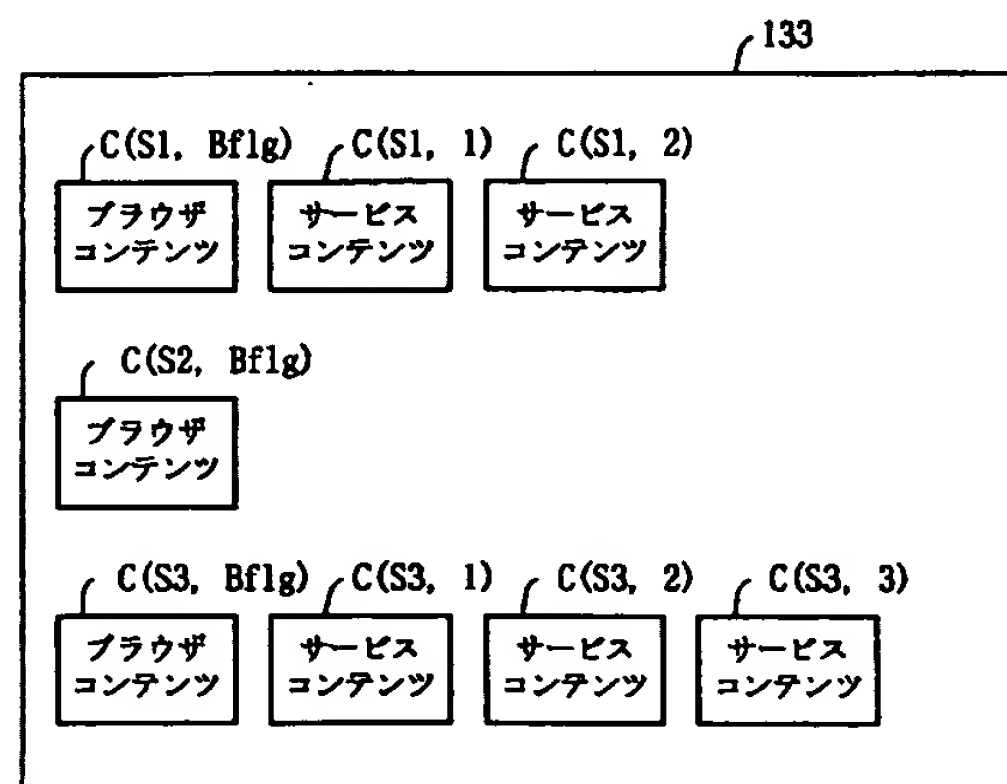 133
C(S1, Bflg) C(S1, 1) C(S1, 2)
ブラウザ サービス サービス
コンテンツ コンテンツ コンテンツ
C(S2, Bflg)
ブラウザ
コンテンツ
C(S3, Bflg) C(S3, 1) C(S3, 2) C(S3, 3)
ブラウザ サービス サービス サービス
コンテンツ コンテンツ コンテンツ コンテンツ